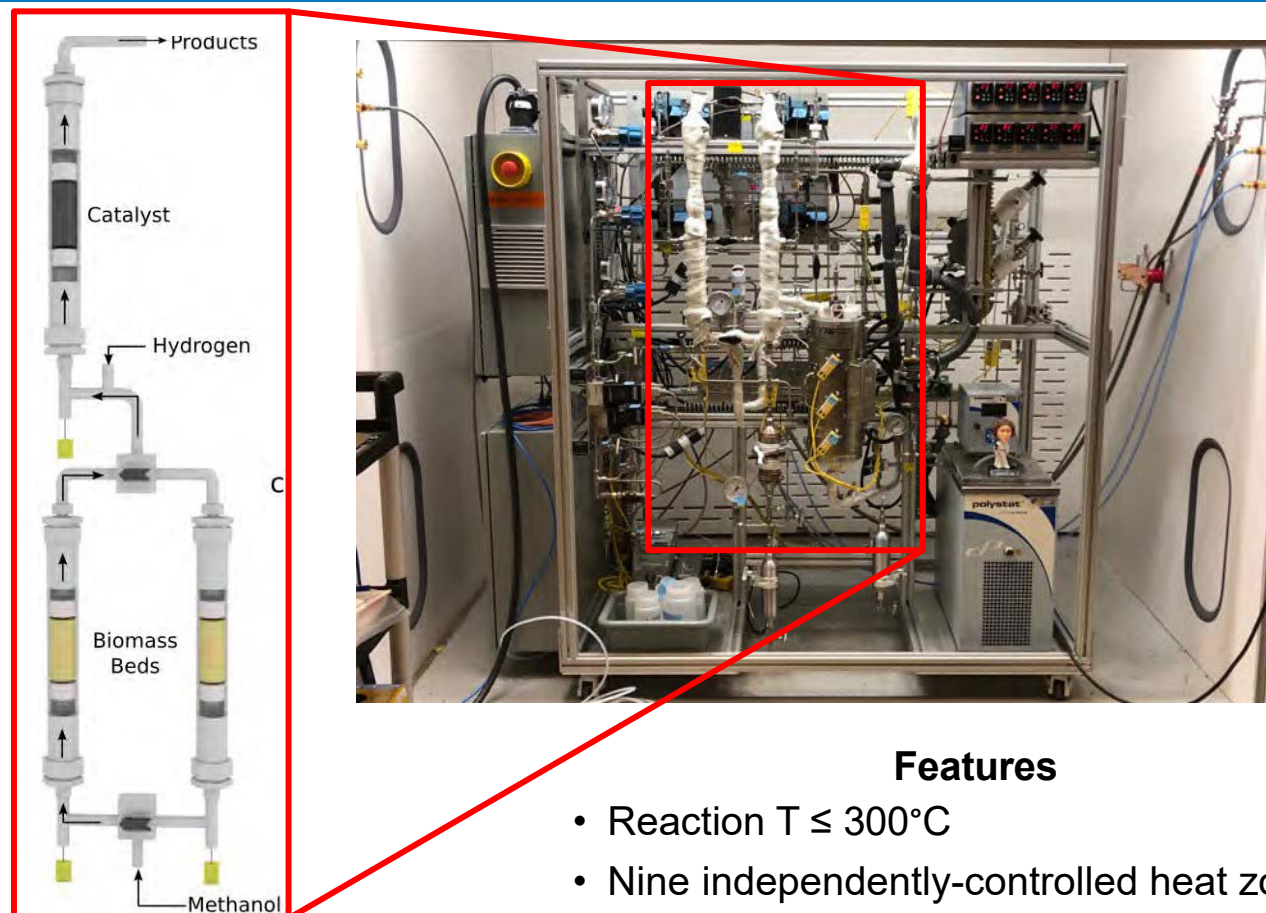 Products
Catalyst
Hydrogen
C
Biomass
Beds
Methanol
polystat
Features
• Reaction T ≤ 300°C
• Nine independently-controlled heat zo